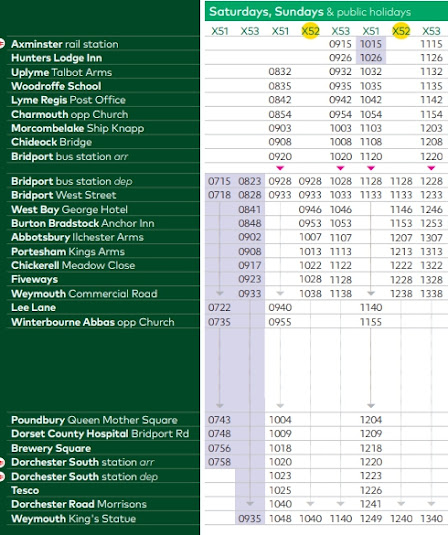 Saturdays, Sundays & public holidays
X51 X53 X51 X52 X53 X51 X52 X53
Axminster rail station 0915 1015 1115
Hunters Lodge Inn 0926 1026 1126
Uplyme Talbot Arms 0832 0932 1032 1132
Woodroffe School 0835 0935 1035 1135
Lyme Regis Post Office 0842 0942 1042 1142
Charmouth opp Church 0854 0954 1054 1154
Morcombelake Ship Knapp 0903 1003 1103 1203
Chideock Bridge 0908 1008 1108 1208
Bridport bus station arr 0920 1020 1120 1220
Bridport bus station dep 0715 0823 0928 0928 1028 1128 1128 1228
Bridport West Street 0718 0828 0933 0933 1033 1133 1133 1233
West Bay George Hotel 0841 0946 1046 1146 1246
Burton Bradstock Anchor Inn 0848 0953 1053 1153 1253
Abbotsbury Ilchester Arms 0902 1007 1107 1207 1307
Portesham Kings Arms 0908 1013 1113 1213 1313
Chickerell Meadow Close 0917 1022 1122 1222 1322
Fiveways 0923 1028 1128 1228 1328
Weymouth Commercial Road 0933 1038 1138 1238 1338
Lee Lane 0722 0940 1140
Winterbourne Abbas opp Church 0735 0955 1155
Poundbury Queen Mother Square 0743 1004 1204
Dorset County Hospital Bridport Rd 0748 1009 1209
Brewery Square 0756 1018 1218
Dorchester South station arr 0758 1020 1220
Dorchester South station dep 1023 1223
Tesco 1025 1226
Dorchester Road Morrisons 1040 1241
Weymouth King's Statue 0935 1048 1040 1140 1249 1240 1340